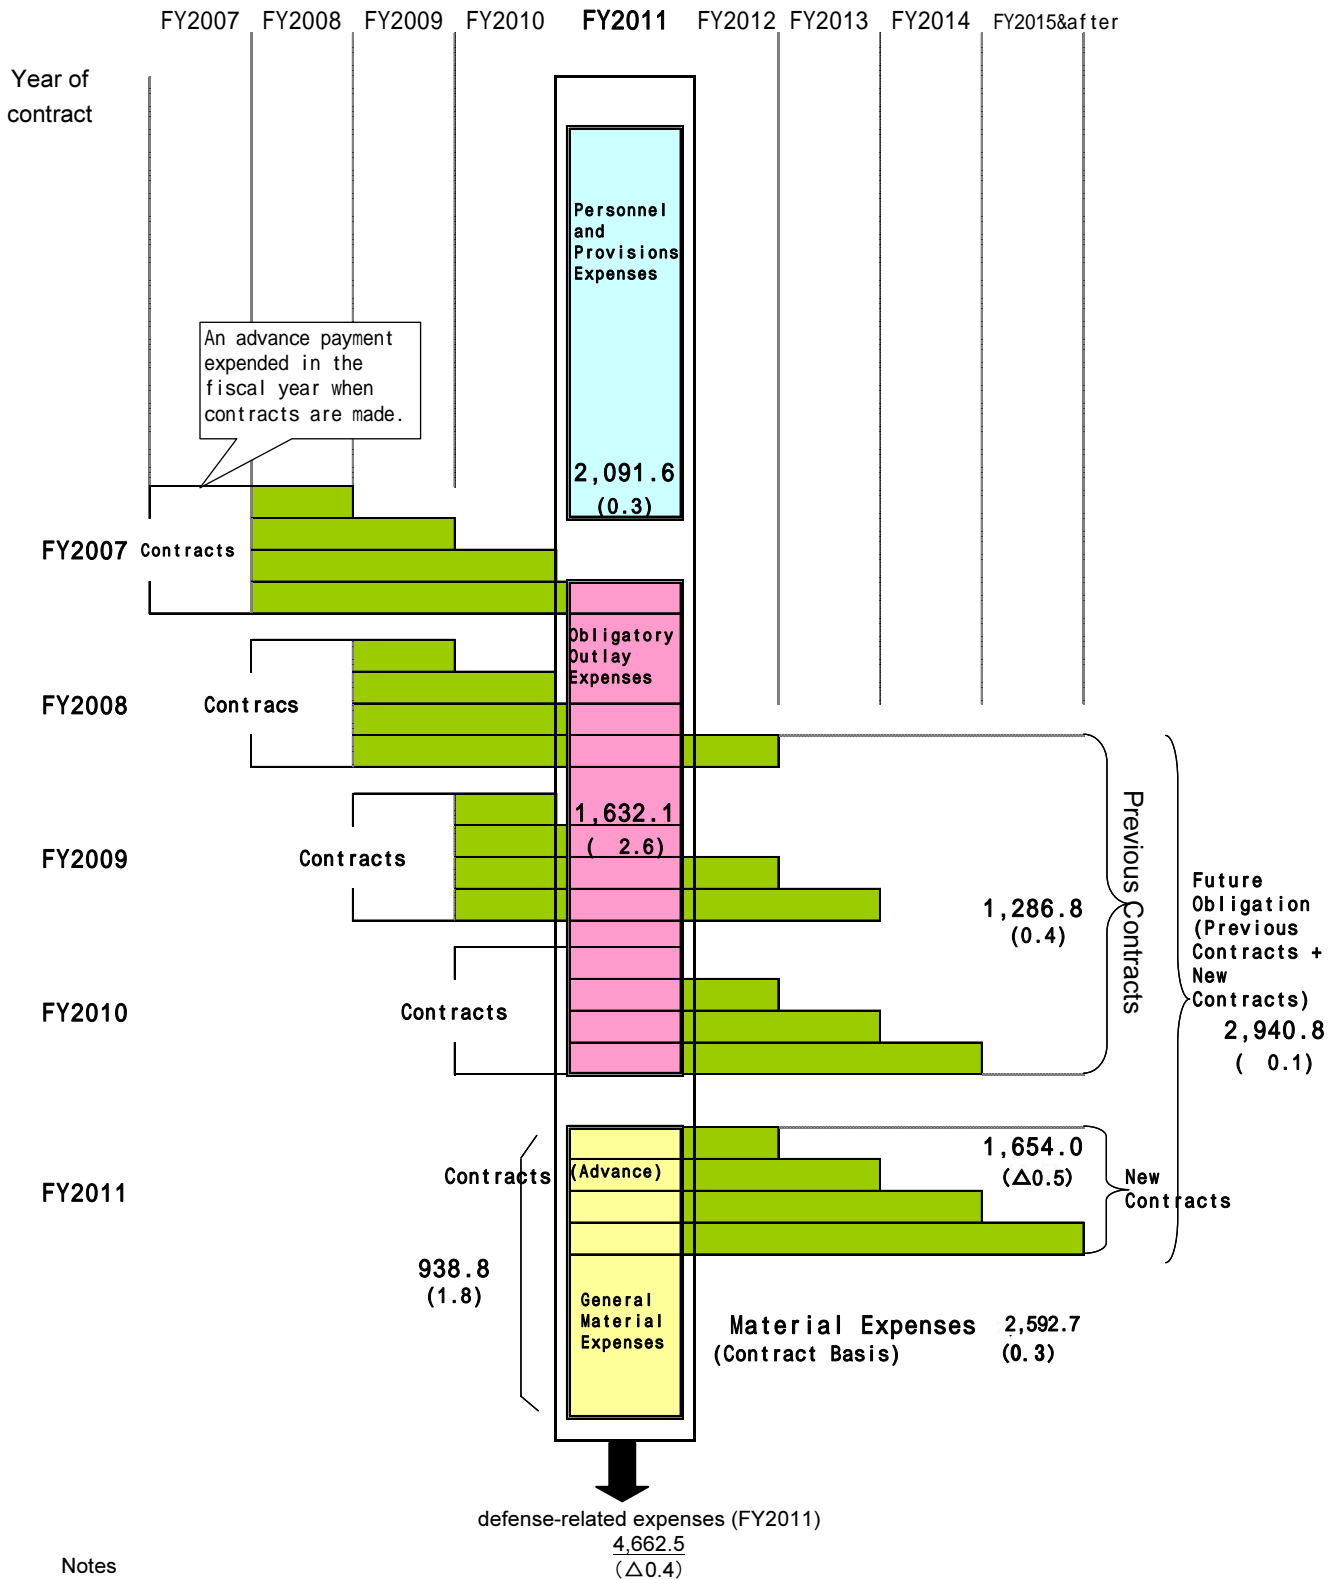 FY2007 FY2008 FY2009 FY2010 FY2011 FY2012 FY2013 FY2014 FY2015&after
Year of
contract
Personnel
and
Provisions
Expenses
An advance payment
expended in the
fiscal year when
contracts are made.
2,091.6
(0.3)
FY2007 Contracts
Obligatory
Outlay
Expenses
FY2008 Contracs
1,632.1
( 2.6)
FY2009 Contracts
Previous Contracts
1,286.8
(0.4)
Future
Obligation
(Previous
Contracts +
New
Contracts)
2,940.8
( 0.1)
FY2010 Contracts
FY2011 Contracts (Advance)
1,654.0
(△0.5)
New
Contracts
938.8
(1.8)
General
Material
Expenses
Material Expenses 2,592.7
(Contract Basis) (0.3)
defense-related expenses (FY2011)
4,662.5
(△0.4)
Notes